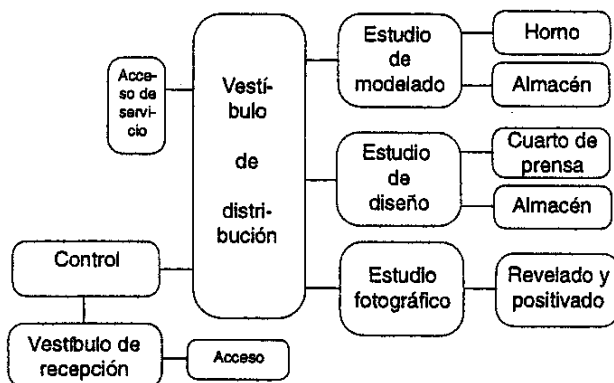 Acce-
so de
servi-
cio
Vestí-
bulo
de
distri-
bución
Estudio
de
modelado
Horno
Almacén
Estudio
de
diseño
Cuarto de
prensa
Almacén
Estudio
fotográfico
Revelado y
positivado
Control
Vestíbulo de
recepción
Acceso